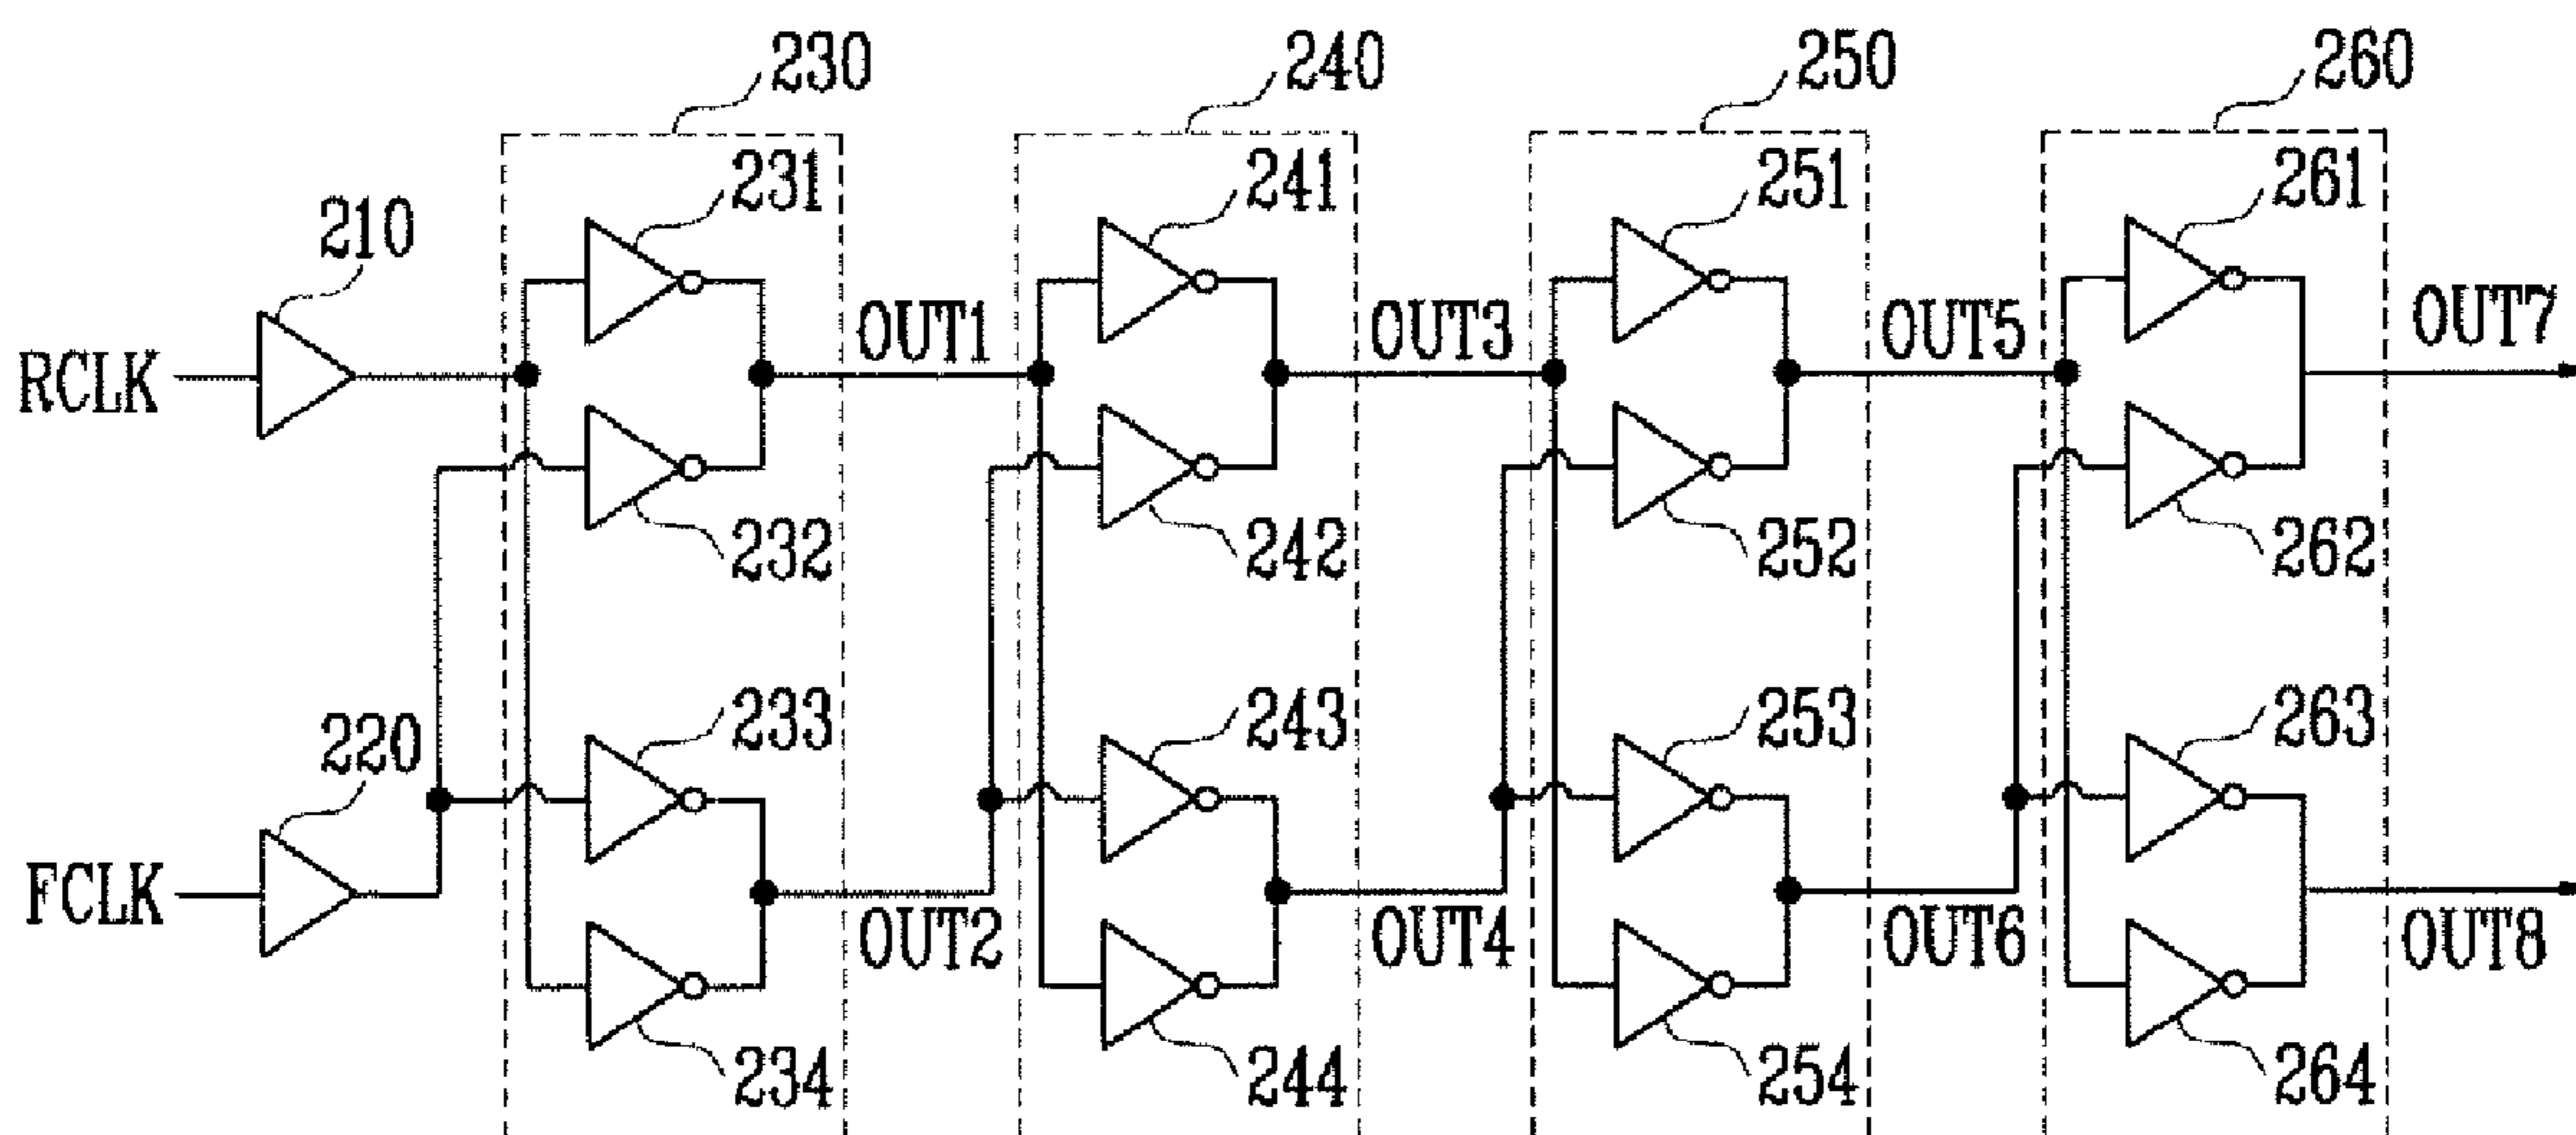 230 240 250 260
231 241 251 261
210
OUT1 OUT3 OUT5 OUT7
RCLK
232 242 252 262
233 243 253 263
220
FCLK
OUT2 OUT4 OUT6 OUT8
234 244 254 264